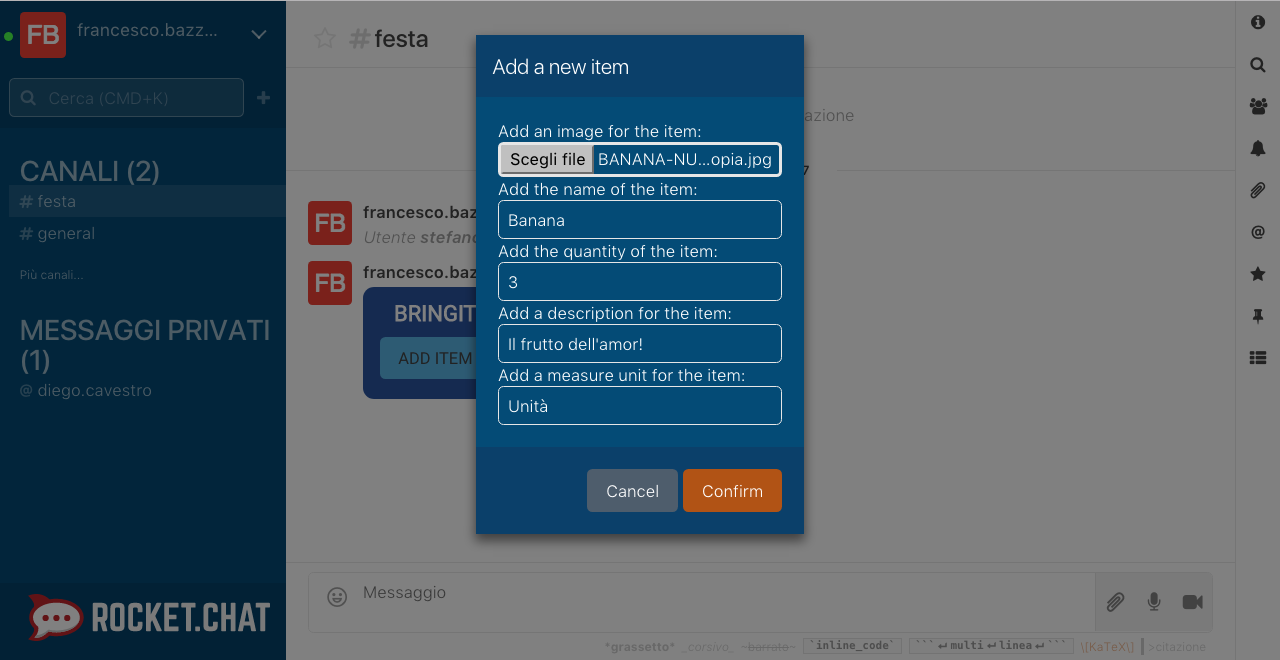 FB
francesco.bazz...
Cerca (CMD+K)
CANALI (2)
# festa
# general
Più canali...
MESSAGGI PRIVATI
(1)
@ diego.cavestro
ROCKET.CHAT
#festa
azione
7
FB
francesco.baz
Utente stefano
FB
francesco.baz
BRINGIT
ADD ITEM
Add a new item
Add an image for the item:
Scegli file BANANA-NU...opia.jpg
Add the name of the item:
Banana
Add the quantity of the item:
3
Add a description for the item:
Il frutto dell'amor!
Add a measure unit for the item:
Unità
Cancel Confirm
Messaggio
*grassetto* _corsivo_ ~barrato~ `inline_code` ```↵multi↵linea↵``` \[KaTeX\] >citazione